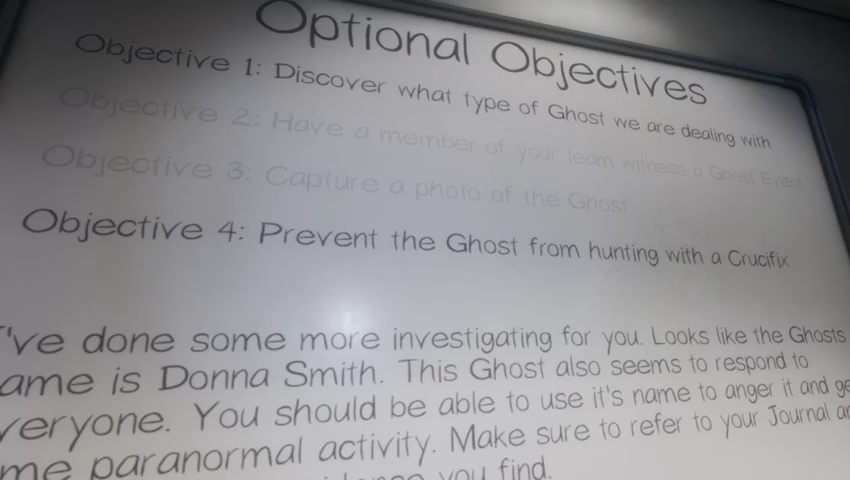 Optional Objectives
Objective 1: Discover what type of Ghost we are dealing with
Objective 2: Have a member of your team witness a Ghost Event
Objective 3: Capture a photo of the Ghost
Objective 4: Prevent the Ghost from hunting with a Crucifix
've done some more investigating for you. Looks like the Ghosts
ame is Donna Smith. This Ghost also seems to respond to
veryone. You should be able to use it's name to anger it and ge
me paranormal activity. Make sure to refer to your Journal an
you find.